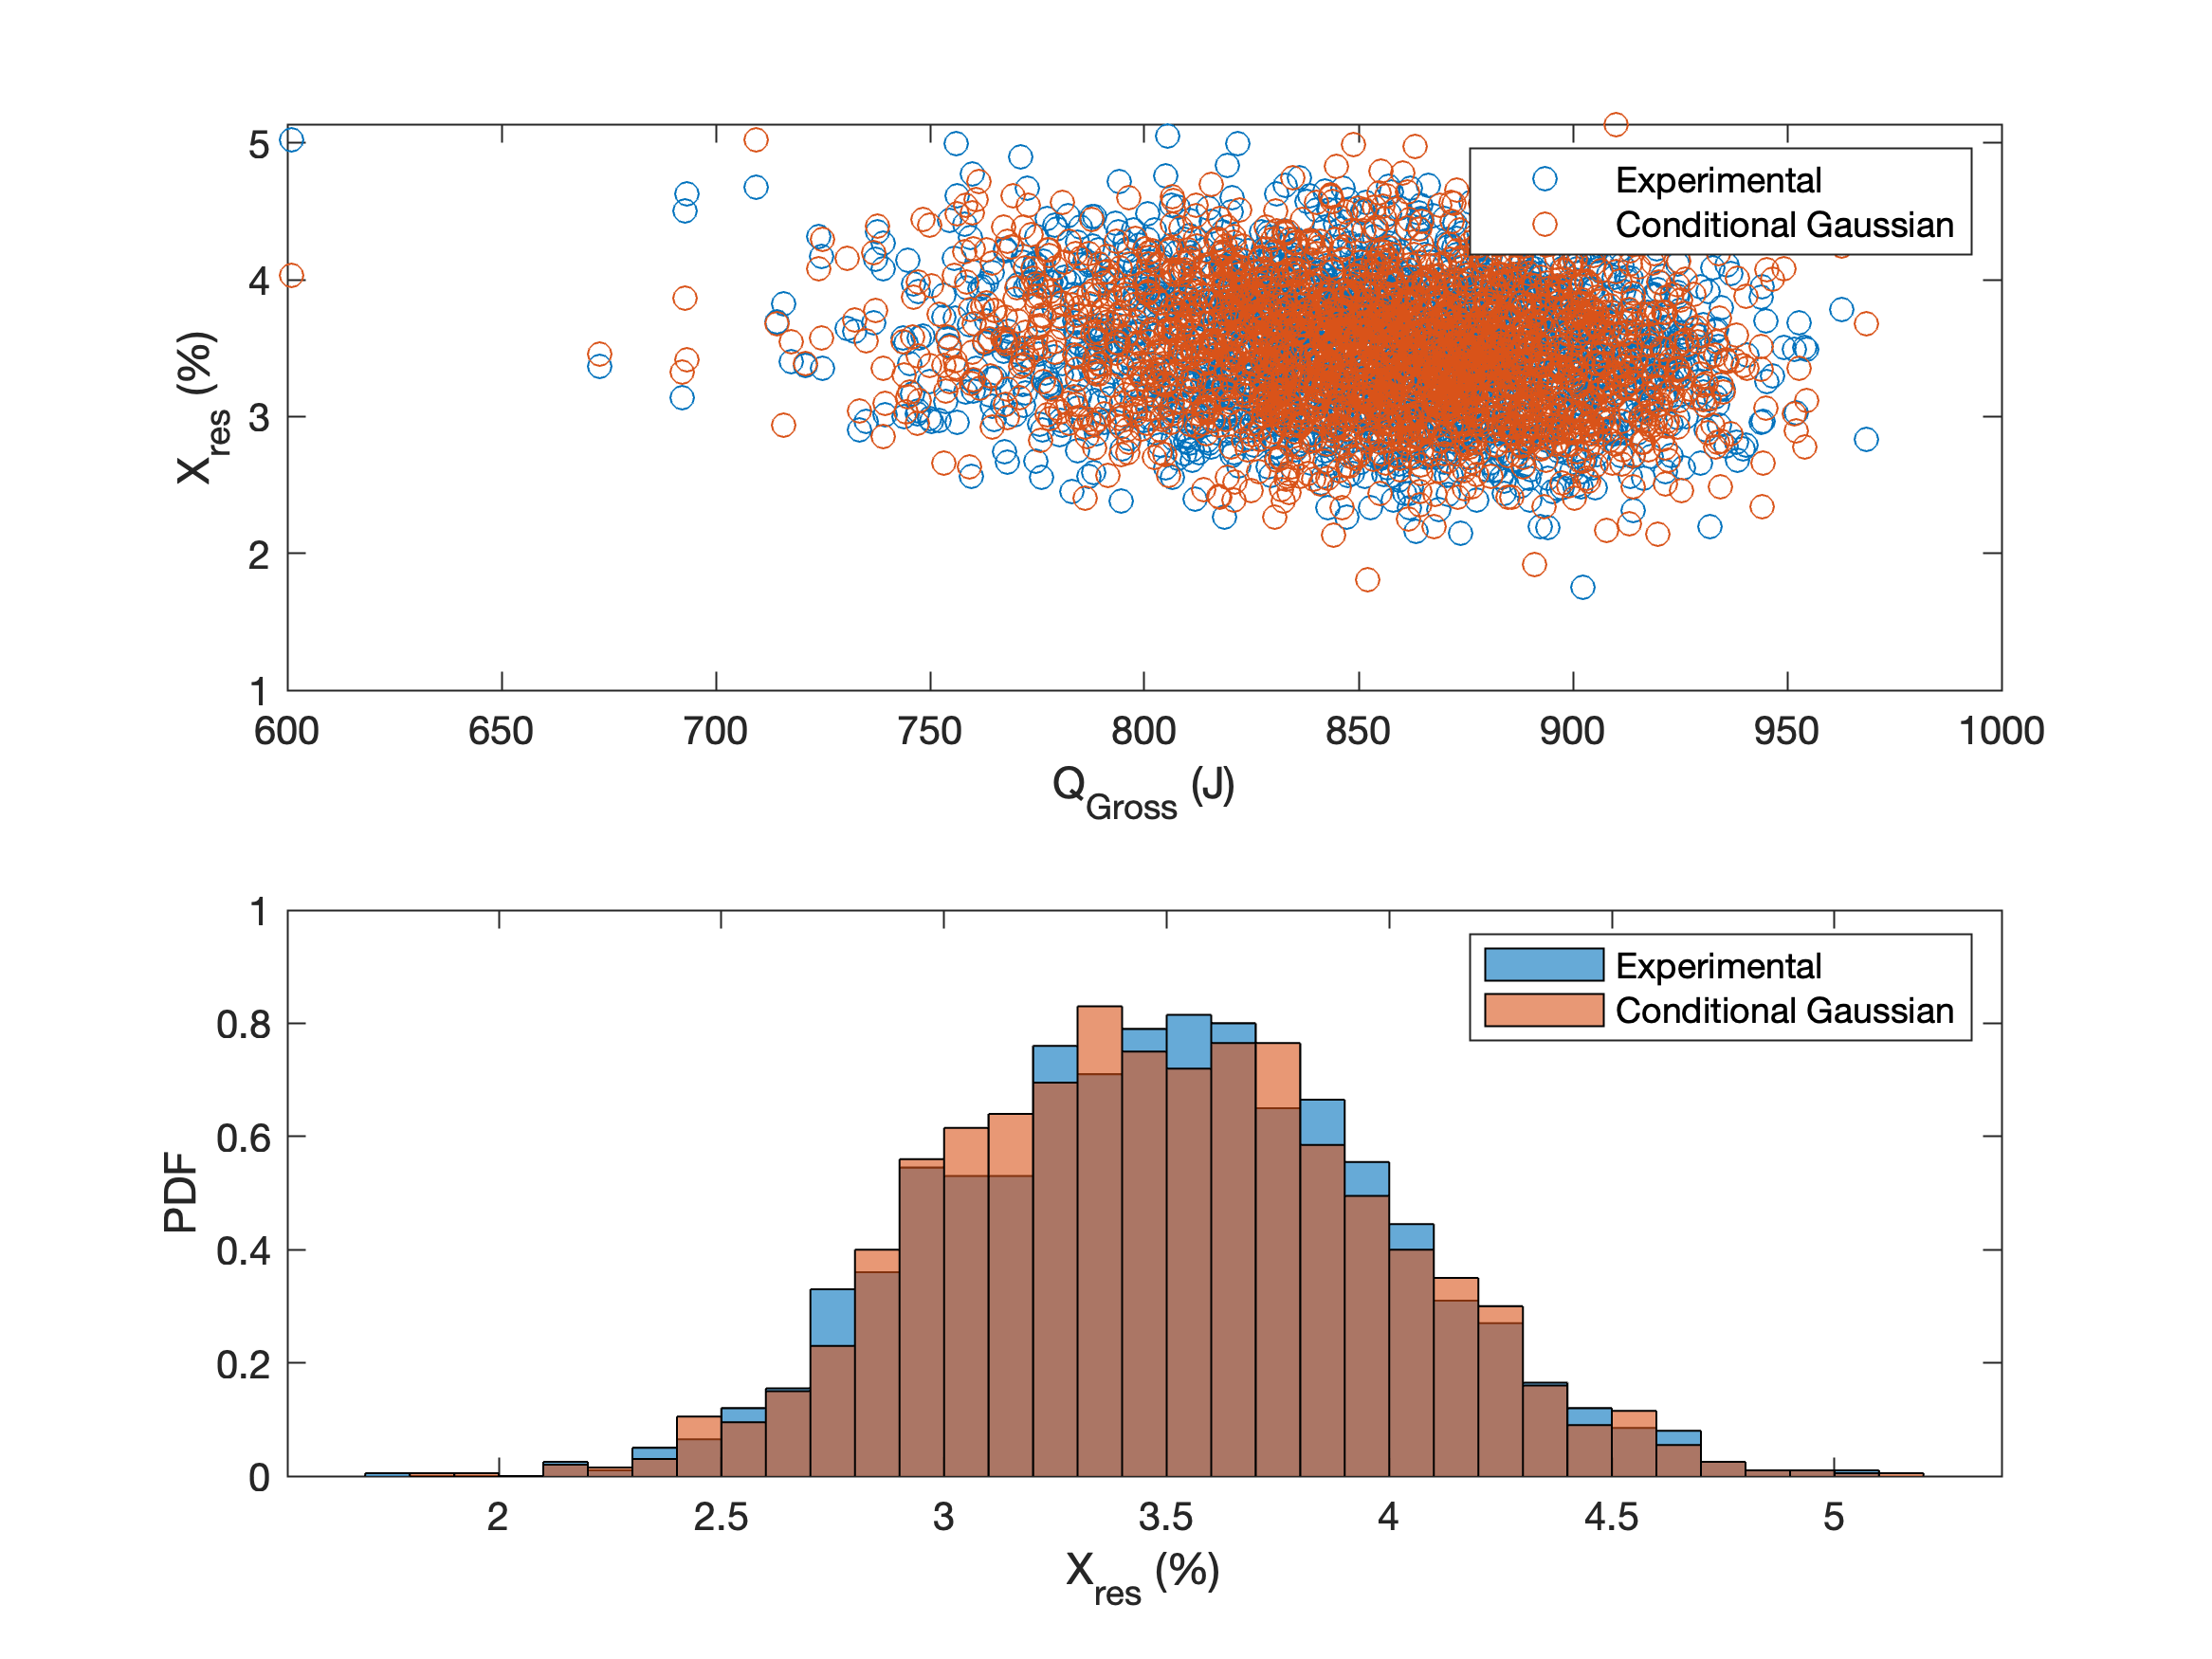 5
4
3
2
1
X_res (%)
Experimental
Conditional Gaussian
600 650 700 750 800 850 900 950 1000
Q_Gross (J)
1
0.8
0.6
0.4
0.2
0
PDF
Experimental
Conditional Gaussian
2 2.5 3 3.5 4 4.5 5
X_res (%)